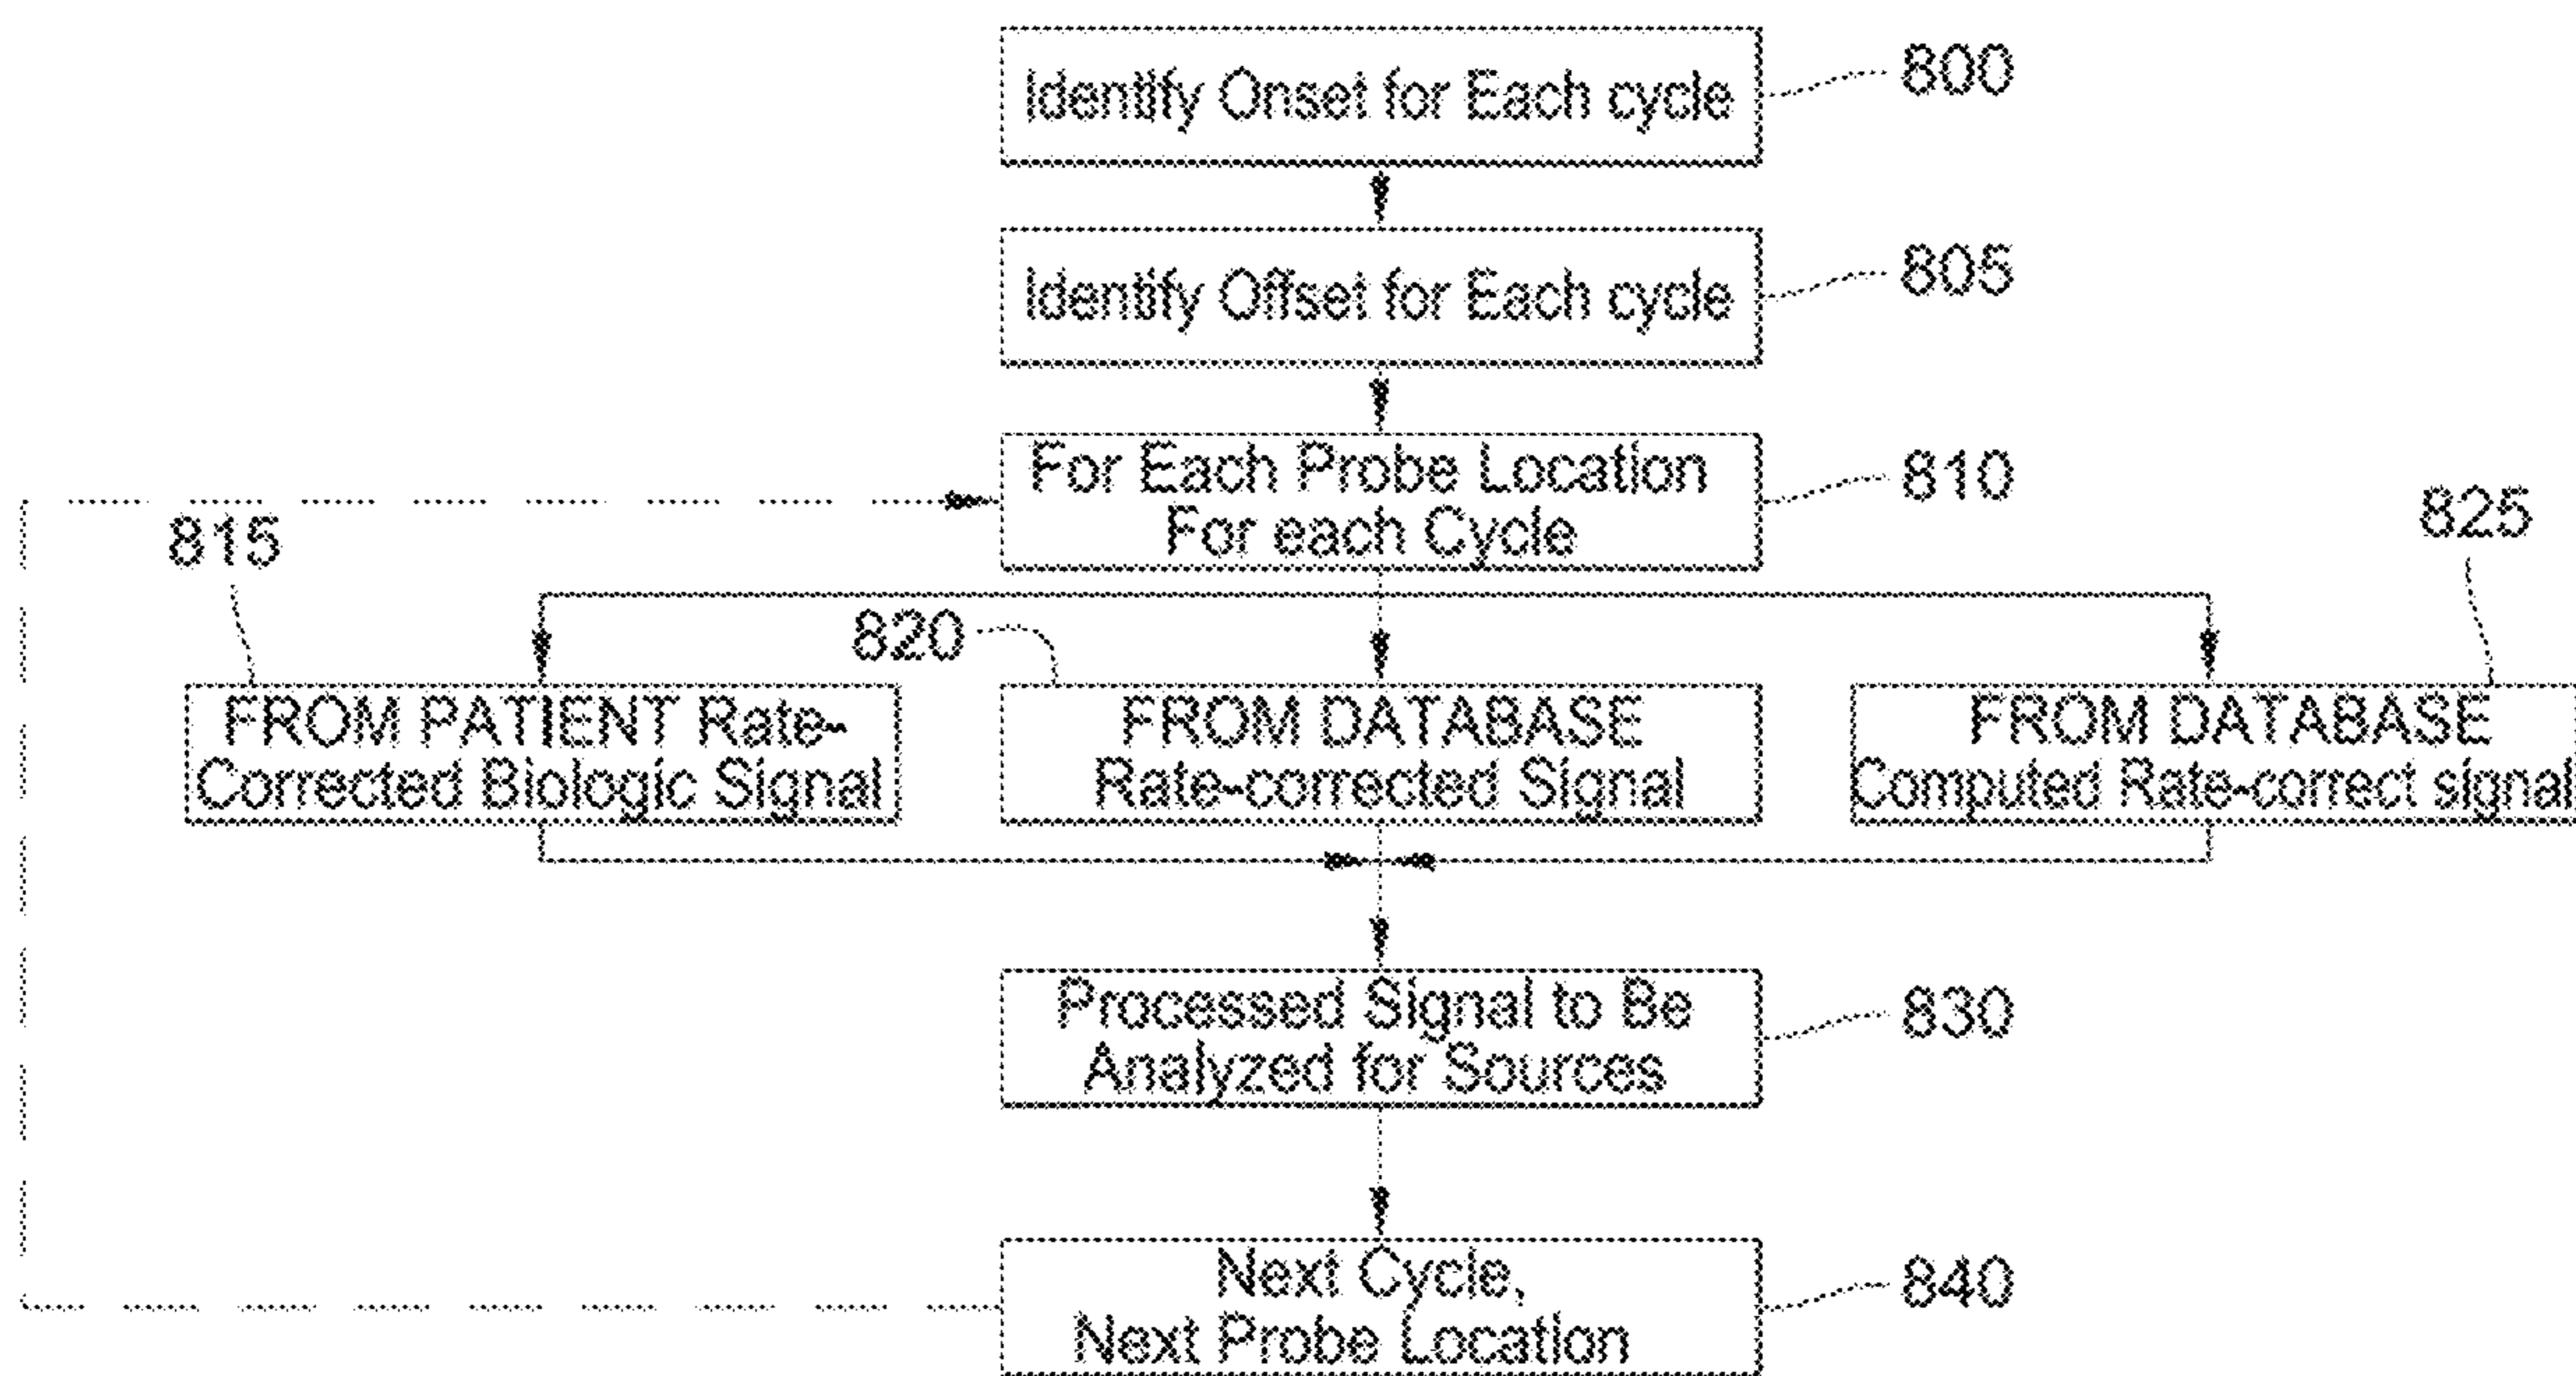 Identify Onset for Each cycle
800
Identify Offset for Each cycle
805
For Each Probe Location
For each Cycle
810
815
820
825
FROM PATIENT Rate-
Corrected Biologic Signal
FROM DATABASE
Rate-corrected Signal
FROM DATABASE
Computed Rate-correct signal
Processed Signal to Be
Analyzed for Sources
830
Next Cycle,
Next Probe Location
840